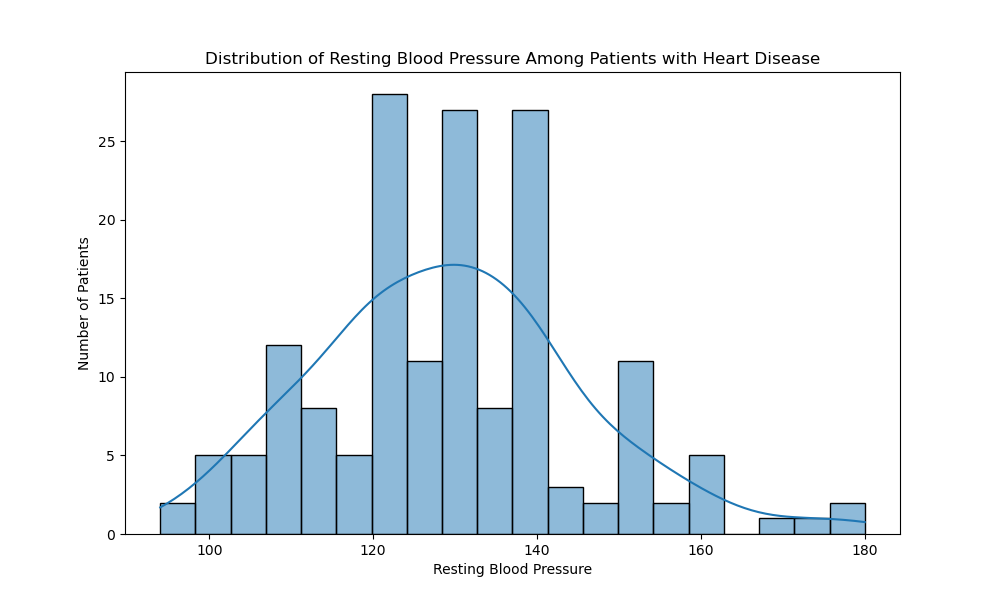 Distribution of Resting Blood Pressure Among Patients with Heart Disease
Number of Patients
25
20
15
10
5
0
100 120 140 160 180
Resting Blood Pressure